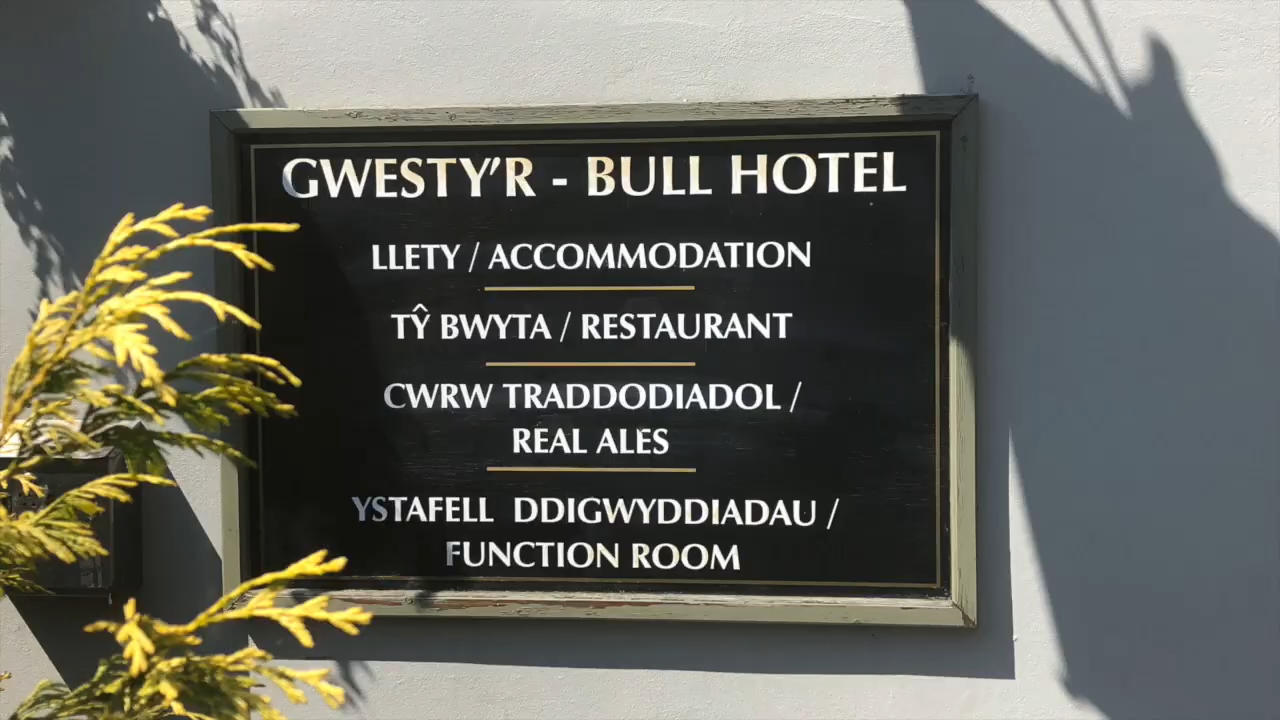 GWESTY'R - BULL HOTEL
LLETY / ACCOMMODATION
TŶ BWYTA / RESTAURANT
CWRW TRADDODIADOL /
REAL ALES
YSTAFELL DDIGWYDDIADAU /
FUNCTION ROOM